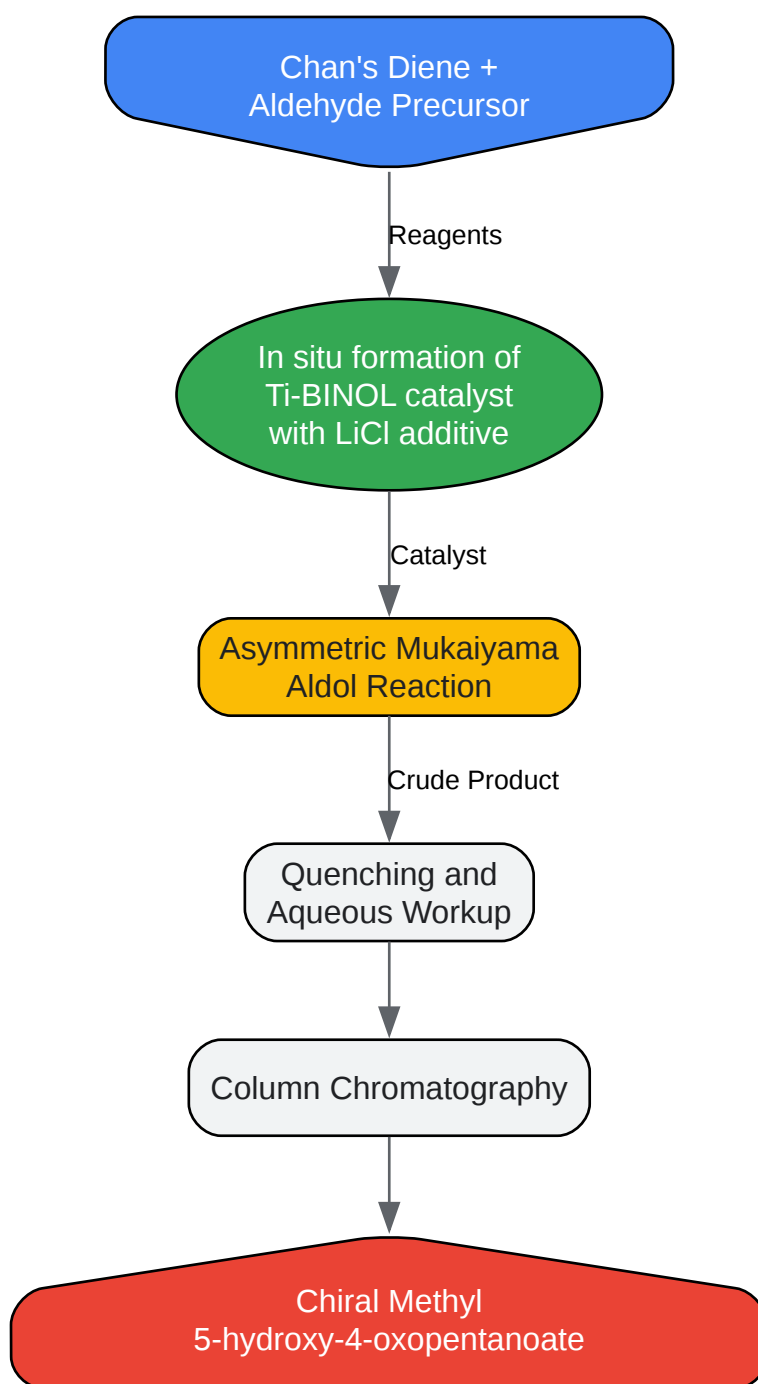 Chan's Diene +
Aldehyde Precursor
Reagents
In situ formation of
Ti-BINOL catalyst
with LiCl additive
Catalyst
Asymmetric Mukaiyama
Aldol Reaction
Crude Product
Quenching and
Aqueous Workup
Column Chromatography
Chiral Methyl
5-hydroxy-4-oxopentanoate